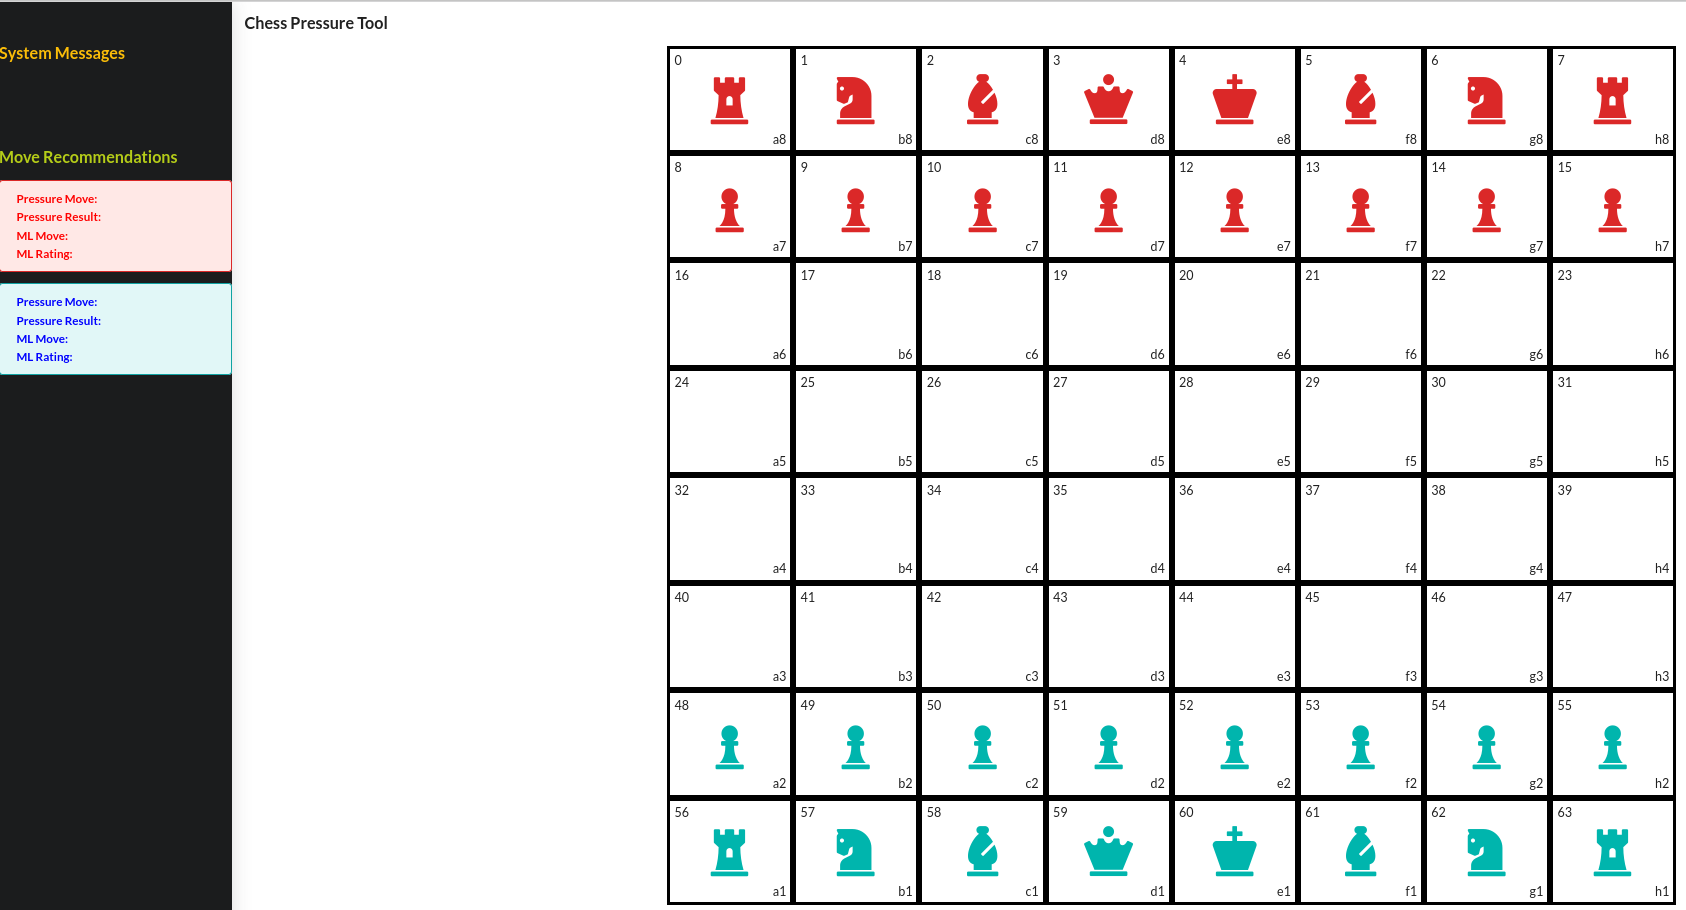 Chess Pressure Tool
System Messages
Move Recommendations
Pressure Move:
Pressure Result:
ML Move:
ML Rating:
Pressure Move:
Pressure Result:
ML Move:
ML Rating:
0 1 2 3 4 5 6 7
a8 b8 c8 d8 e8 f8 g8 h8
8 9 10 11 12 13 14 15
a7 b7 c7 d7 e7 f7 g7 h7
16 17 18 19 20 21 22 23
a6 b6 c6 d6 e6 f6 g6 h6
24 25 26 27 28 29 30 31
a5 b5 c5 d5 e5 f5 g5 h5
32 33 34 35 36 37 38 39
a4 b4 c4 d4 e4 f4 g4 h4
40 41 42 43 44 45 46 47
a3 b3 c3 d3 e3 f3 g3 h3
48 49 50 51 52 53 54 55
a2 b2 c2 d2 e2 f2 g2 h2
56 57 58 59 60 61 62 63
a1 b1 c1 d1 e1 f1 g1 h1